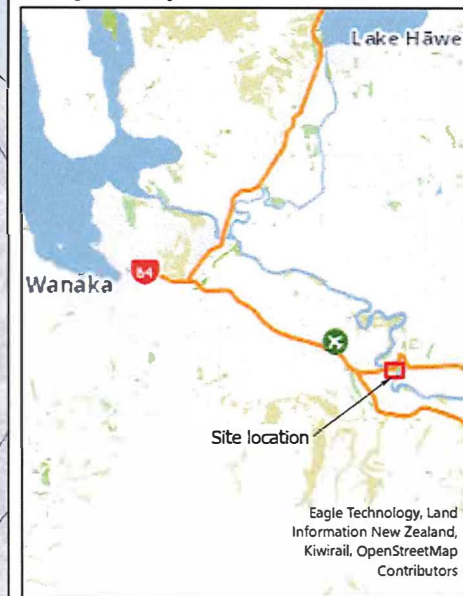 Lake Hāwe
Wanaka
84
Site location
Eagle Technology, Land
Information New Zealand,
Kiwirail, OpenStreetMap
Contributors